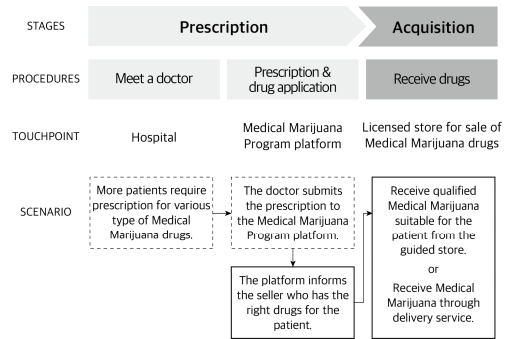 STAGES
Prescription
Acquisition
PROCEDURES
Meet a doctor
Prescription &
drug application
Receive drugs
TOUCHPOINT
Hospital
Medical Marijuana
Program platform
Licensed store for sale of
Medical Marijuana drugs
SCENARIO
More patients require
prescription for various
type of Medical
Marijuana drugs.
The doctor submits
the prescription to
the Medical Marijuana
Program platform.
The platform informs
the seller who has the
right drugs for the
patient.
Receive qualified
Medical Marijuana
suitable for the
patient from the
guided store.
or
Receive Medical
Marijuana through
delivery service.